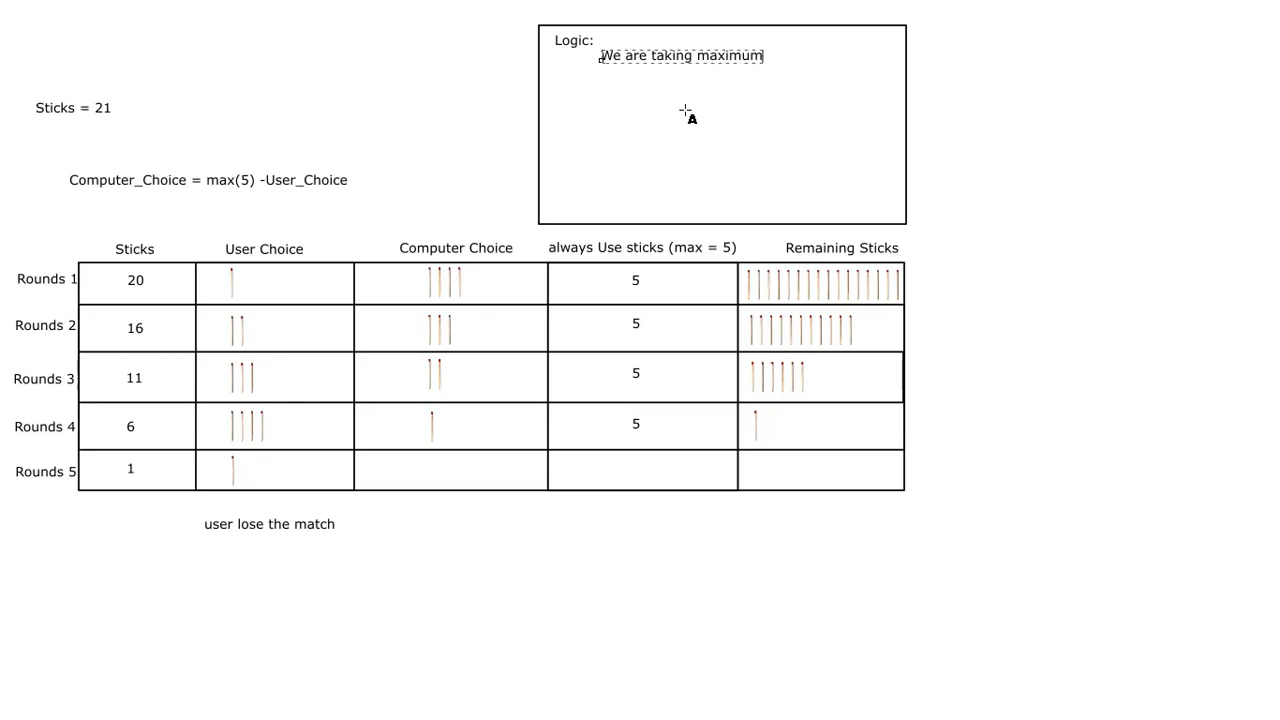 Logic:
We are taking maximum
Sticks = 21
Computer_Choice = max(5) -User_Choice
Sticks User Choice Computer Choice always Use sticks (max = 5) Remaining Sticks
Rounds 1 20 5
Rounds 2 16 5
Rounds 3 11 5
Rounds 4 6 5
Rounds 5 1
user lose the match